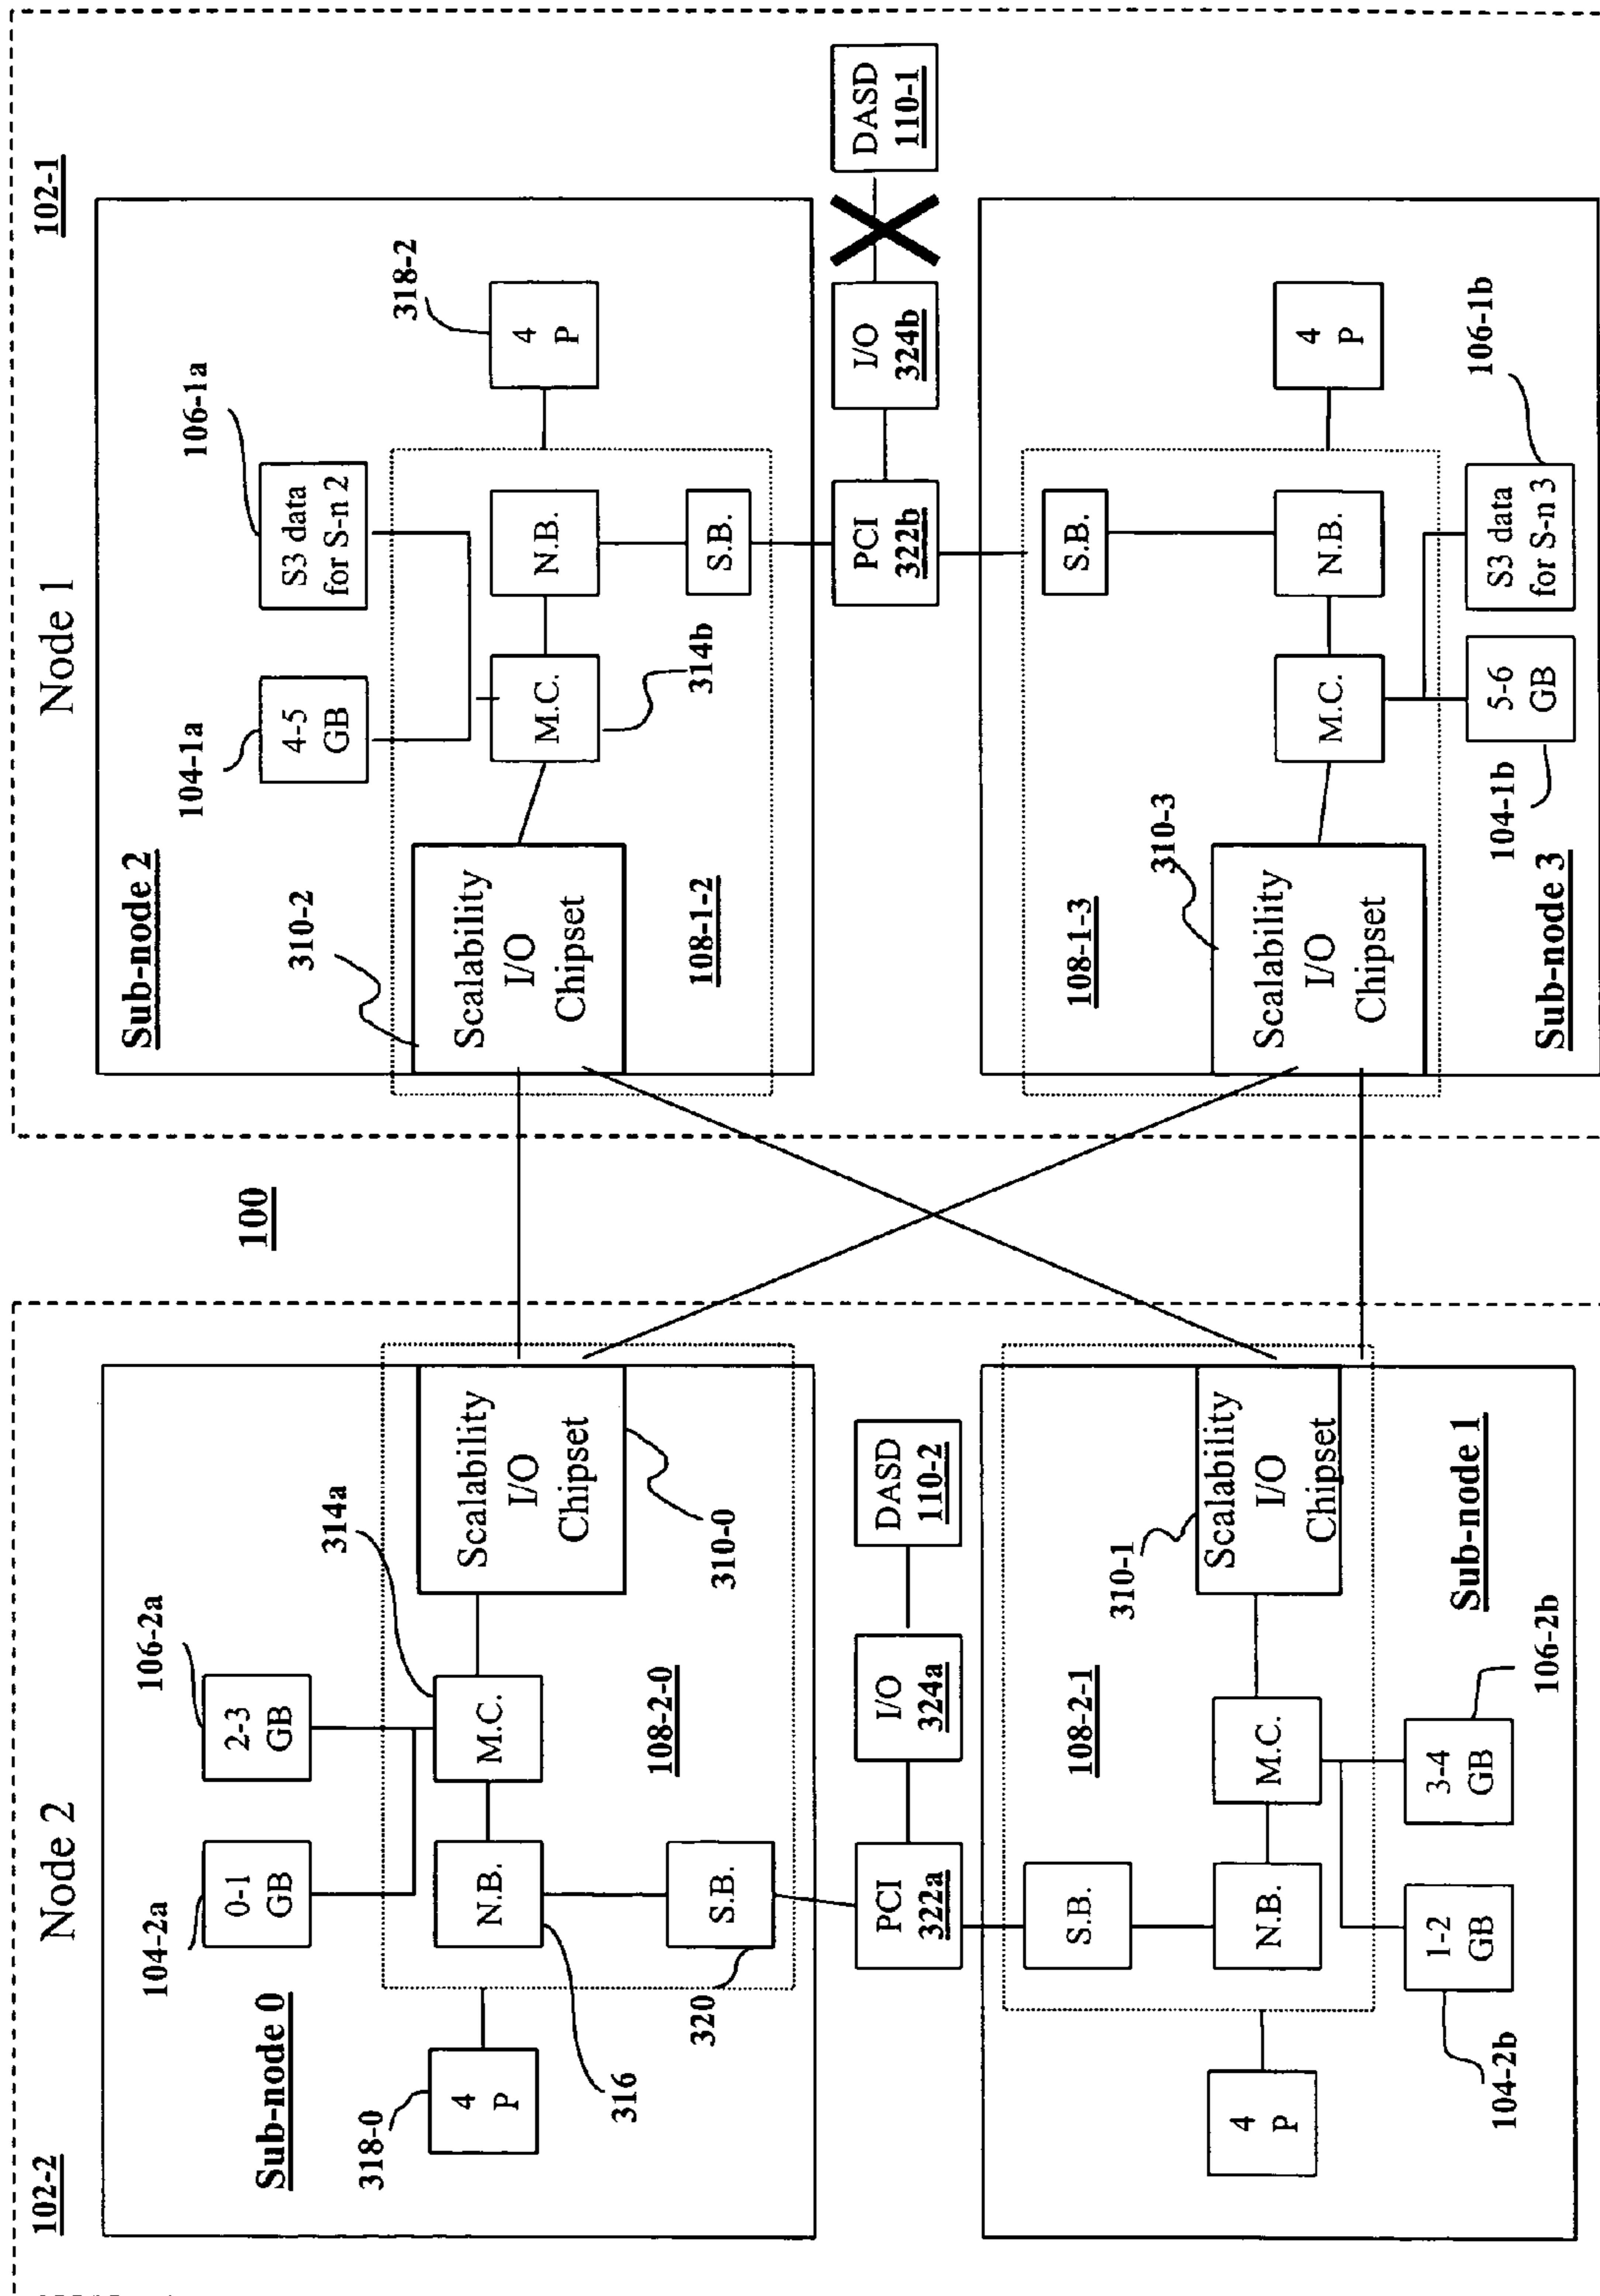 102-2
Node 2
Sub-node 0
104-2a
0-1
GB
106-2a
2-3
GB
314a
318-0
4
P
316
N.B.
M.C.
Scalability
I/O
Chipset
310-0
108-2-0
320
S.B.
PCI
322a
I/O
324a
DASD
110-2
108-2-1
310-1
S.B.
4
P
N.B.
M.C.
Scalability
I/O
Chipset
104-2b
1-2
GB
3-4
GB
106-2b
Sub-node 1
100
Node 1
102-1
Sub-node 2
104-1a
4-5
GB
106-1a
S3 data
for S-n 2
310-2
318-2
Scalability
I/O
Chipset
M.C.
N.B.
4
P
108-1-2
314b
S.B.
PCI
322b
I/O
324b
DASD
110-1
108-1-3
310-3
S.B.
Scalability
I/O
Chipset
M.C.
N.B.
4
P
104-1b
5-6
GB
S3 data
for S-n 3
106-1b
Sub-node 3